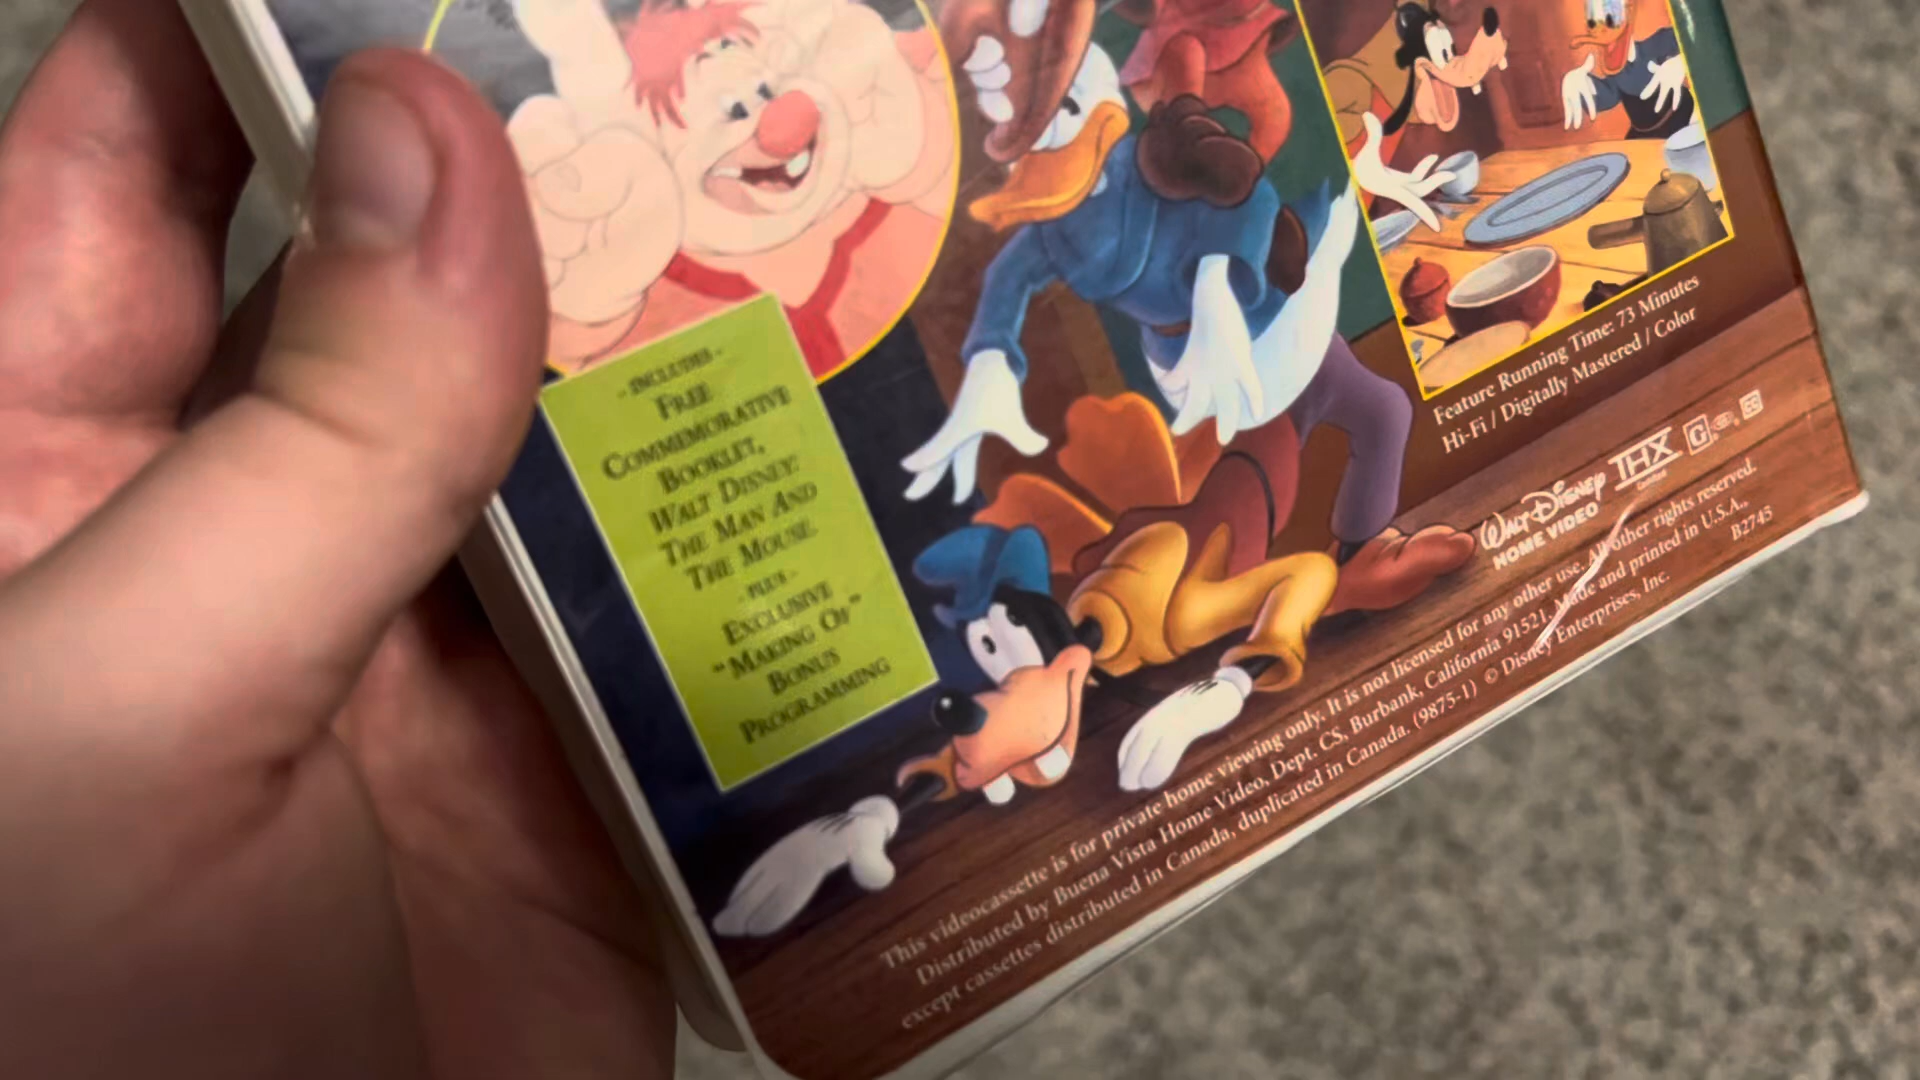 - INCLUDES -
FREE
COMMEMORATIVE
BOOKLET,
WALT DISNEY:
THE MAN AND
THE MOUSE
- PLUS -
EXCLUSIVE
"MAKING OF"
BONUS
PROGRAMMING
Feature Running Time: 73 Minutes
Hi-Fi / Digitally Mastered / Color
WALT DISNEY
HOME VIDEO
THX
G
CC
This videocassette is for private home viewing only. It is not licensed for any other use. All other rights reserved.
Distributed by Buena Vista Home Video, Dept. CS, Burbank, California 91521. Made and printed in U.S.A.,
except cassettes distributed in Canada, duplicated in Canada. (9875-1) © Disney Enterprises, Inc.
B2745